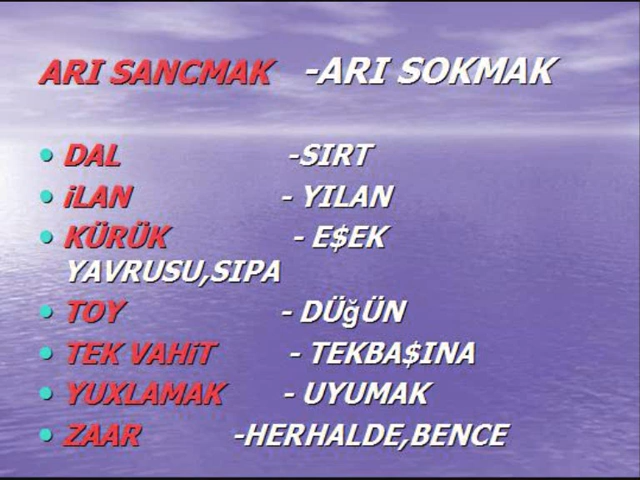 ARI SANCMAK -ARI SOKMAK
DAL -SIRT
iLAN - YILAN
KÜRÜK - E$EK
YAVRUSU,SIPA
TOY - DÜğÜN
TEK VAHiT - TEKBA$INA
YUXLAMAK - UYUMAK
ZAAR -HERHALDE,BENCE